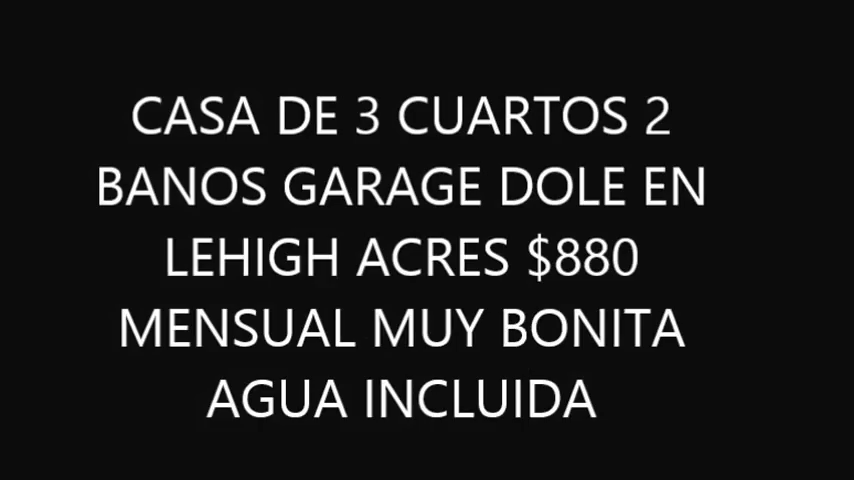 CASA DE 3 CUARTOS 2
BANOS GARAGE DOLE EN
LEHIGH ACRES $880
MENSUAL MUY BONITA
AGUA INCLUIDA